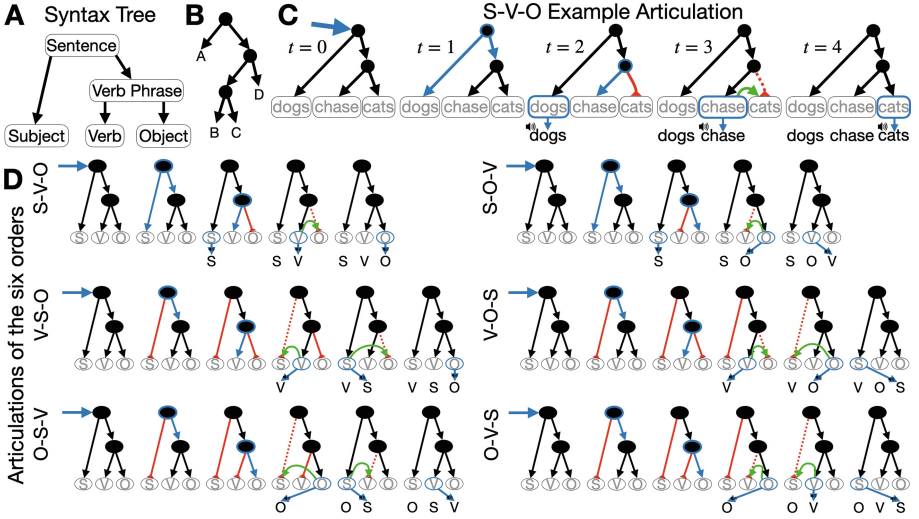 A Syntax Tree
Sentence
Verb Phrase
Subject Verb Object
B
A
D
B C
C S-V-O Example Articulation
t = 0 t = 1 t = 2 t = 3 t = 4
dogs chase cats dogs chase cats dogs chase cats dogs chase cats dogs chase cats
dogs dogs chase dogs chase cats
D
Articulations of the six orders
S-V-O
S V O S V O S V O S V O S V O
S S V S V O
S-O-V
S V O S V O S V O S V O S V O
S S O S O V
V-S-O
S V O S V O S V O S V O S V O S V O
V V S V S O
V-O-S
S V O S V O S V O S V O S V O S V O
V V O V O S
O-S-V
S V O S V O S V O S V O S V O S V O
O O S O S V
O-V-S
S V O S V O S V O S V O S V O S V O
O O V O V S